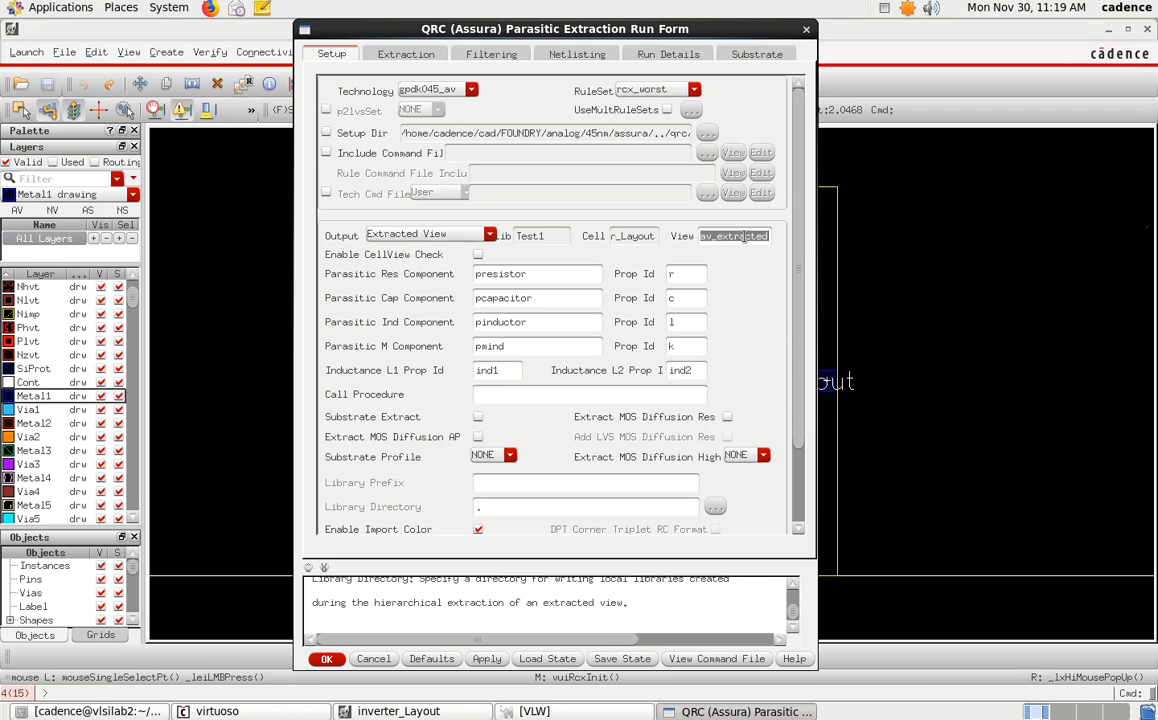 Applications Places System
Mon Nov 30, 11:19 AM cadence
QRC (Assura) Parasitic Extraction Run Form
Launch File Edit View Create Verify Connectivi
cādence
Setup Extraction Filtering Netlisting Run Details Substrate
Technology gpdk045_av RuleSet rcx_worst
p2lvsSet NONE UseMultRuleSets ...
Setup Dir /home/cadence/cad/FOUNDRY/analog/45nm/assura/../qrc/ ...
Include Command Fil ... View Edit
Rule Command File Inclu View Edit
Tech Cmd File User ... View Edit
Output Extracted View Lib Test1 Cell r_Layout View av_extracted
Enable CellView Check
Parasitic Res Component presistor Prop Id r
Parasitic Cap Component pcapacitor Prop Id c
Parasitic Ind Component pinductor Prop Id l
Parasitic M Component pmind Prop Id k
Inductance L1 Prop Id ind1 Inductance L2 Prop I ind2
Call Procedure
Substrate Extract Extract MOS Diffusion Res
Extract MOS Diffusion AP Add LVS MOS Diffusion Res
Substrate Profile NONE Extract MOS Diffusion High NONE
Library Prefix
Library Directory . ...
Enable Import Color DPT Corner Triplet RC Format
Library Directory: Specify a directory for writing local libraries created
during the hierarchical extraction of an extracted view.
OK Cancel Defaults Apply Load State Save State View Command File Help
» (F)S
t:2.0468 Cmd:
Palette
Layers
Valid Used Routing
Filter
Metal1 drawing
AV NV AS NS
Name Vis Sel
All Layers
Layer V S
Nhvt drw
Nlvt drw
Nimp drw
Phvt drw
Plvt drw
Nzvt drw
SiProt drw
Cont drw
Metal1 drw
Via1 drw
Metal2 drw
Via2 drw
Metal3 drw
Via3 drw
Metal4 drw
Via4 drw
Metal5 drw
Via5 drw
Objects
Objects V S
Instances
Pins
Vias
Label
Shapes
Objects Grids
out
mouse L: mouseSingleSelectPt() _leiLMBPress() M: vuiRcxInit() R: _lxHiMousePopUp()
4(15) > Cmd:
[cadence@vlsilab2:~/... virtuoso inverter_Layout [VLW] QRC (Assura) Parasitic ...